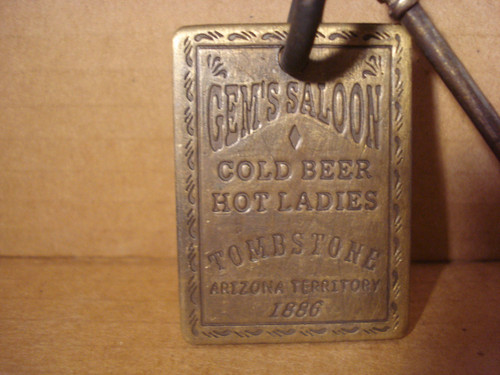 GEM'S SALOON
COLD BEER
HOT LADIES
TOMBSTONE
ARIZONA TERRITORY
1886